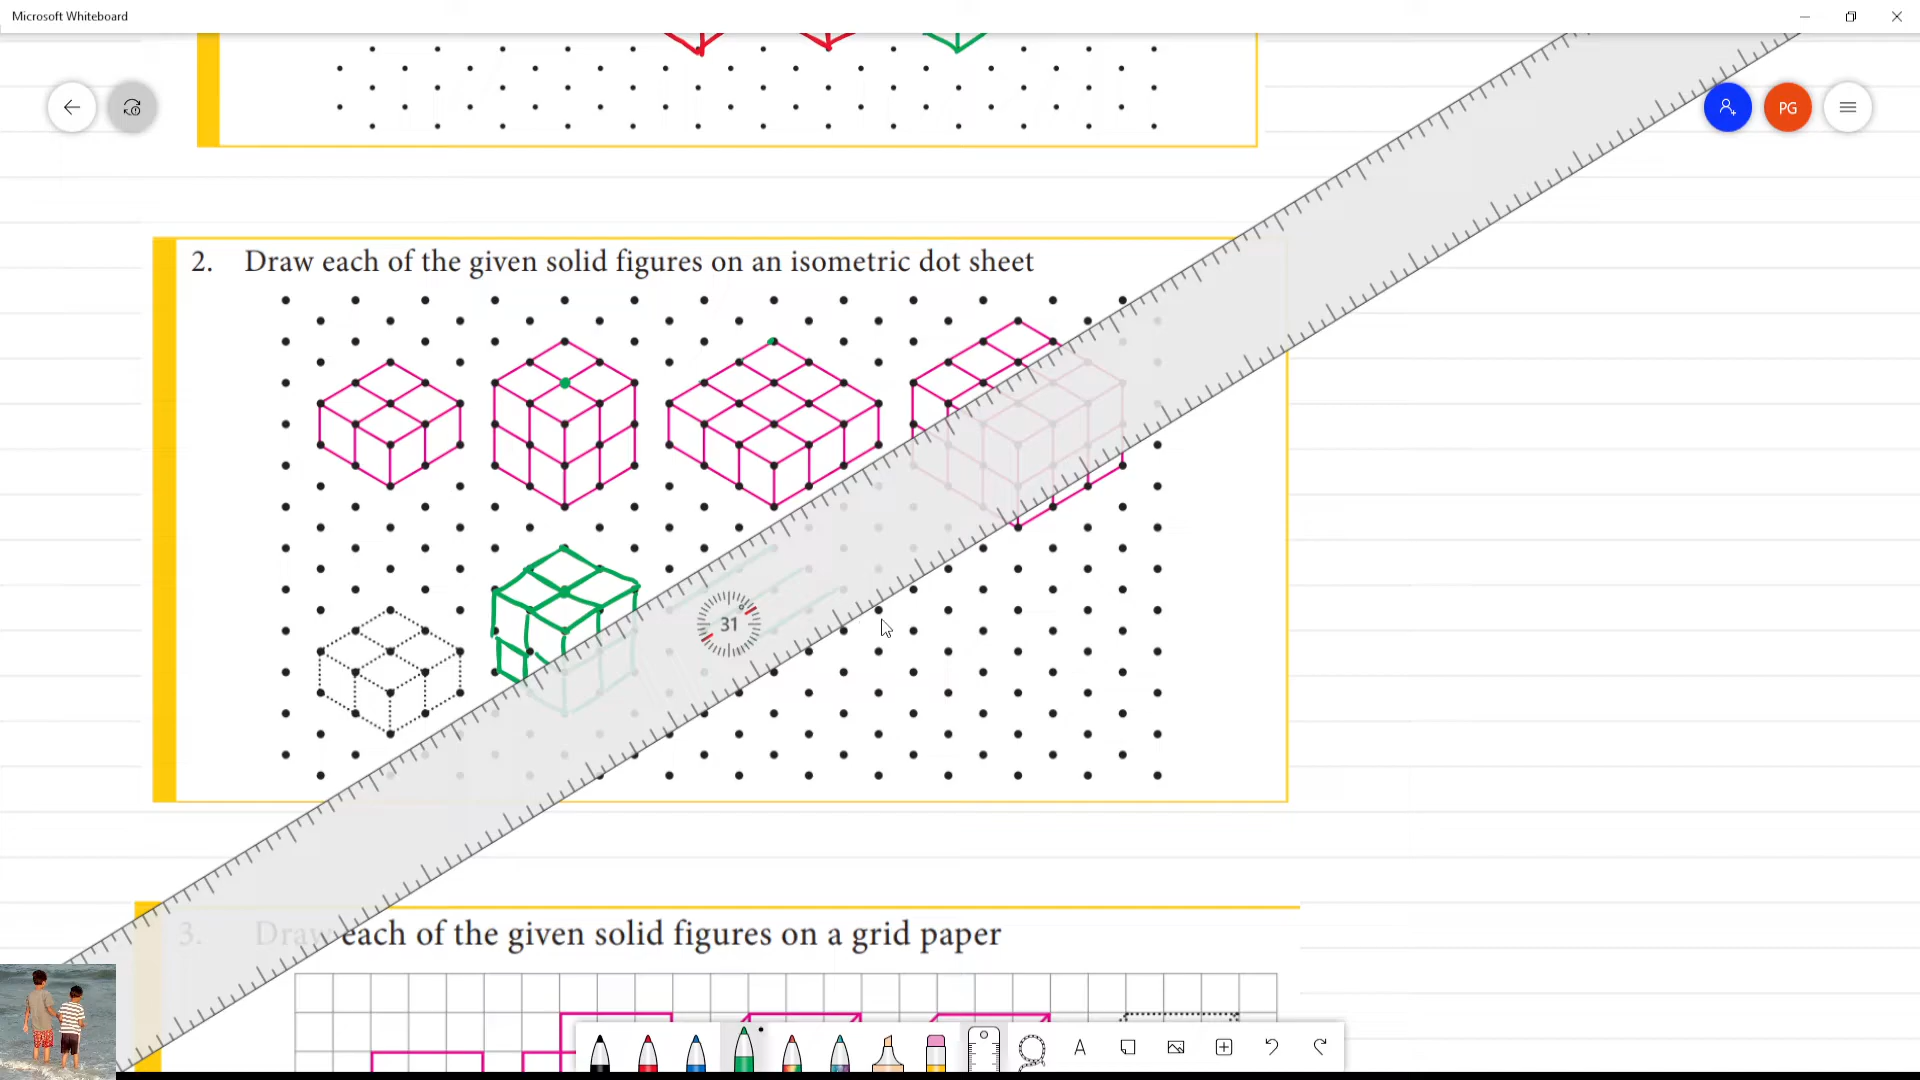 Microsoft Whiteboard
PG
2. Draw each of the given solid figures on an isometric dot sheet
31
3. Draw each of the given solid figures on a grid paper
A